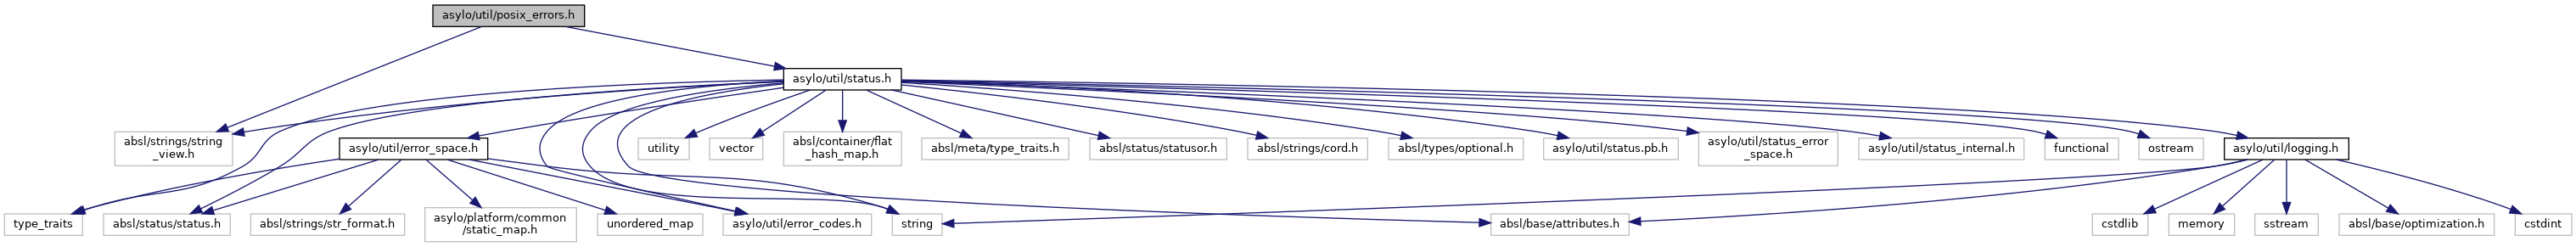 asylo/util/posix_errors.h
asylo/util/status.h
absl/strings/string
_view.h
asylo/util/error_space.h
utility
vector
absl/container/flat
_hash_map.h
absl/meta/type_traits.h
absl/status/statusor.h
absl/strings/cord.h
absl/types/optional.h
asylo/util/status.pb.h
asylo/util/status_error
_space.h
asylo/util/status_internal.h
functional
ostream
asylo/util/logging.h
type_traits
absl/status/status.h
absl/strings/str_format.h
asylo/platform/common
/static_map.h
unordered_map
asylo/util/error_codes.h
string
absl/base/attributes.h
cstdlib
memory
sstream
absl/base/optimization.h
cstdint